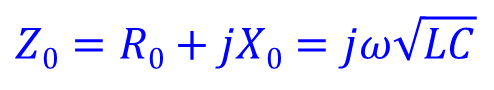 Z₀ = R₀ + jX₀ = jω√LC